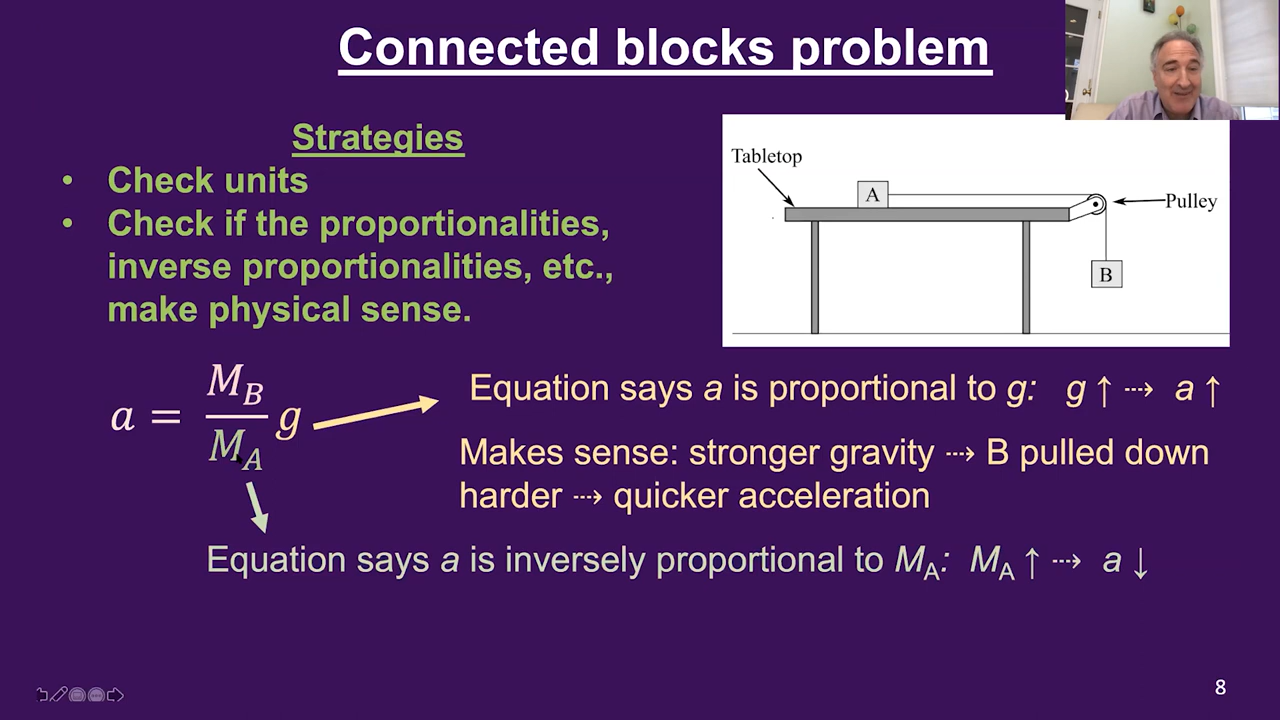 Connected blocks problem
Strategies
• Check units
• Check if the proportionalities,
inverse proportionalities, etc.,
make physical sense.
Tabletop
A
Pulley
B
a = M_B/M_A g
Equation says a is proportional to g: g ↑ ⇢ a ↑
Makes sense: stronger gravity ⇢ B pulled down
harder ⇢ quicker acceleration
Equation says a is inversely proportional to M_A: M_A ↑ ⇢ a ↓
8